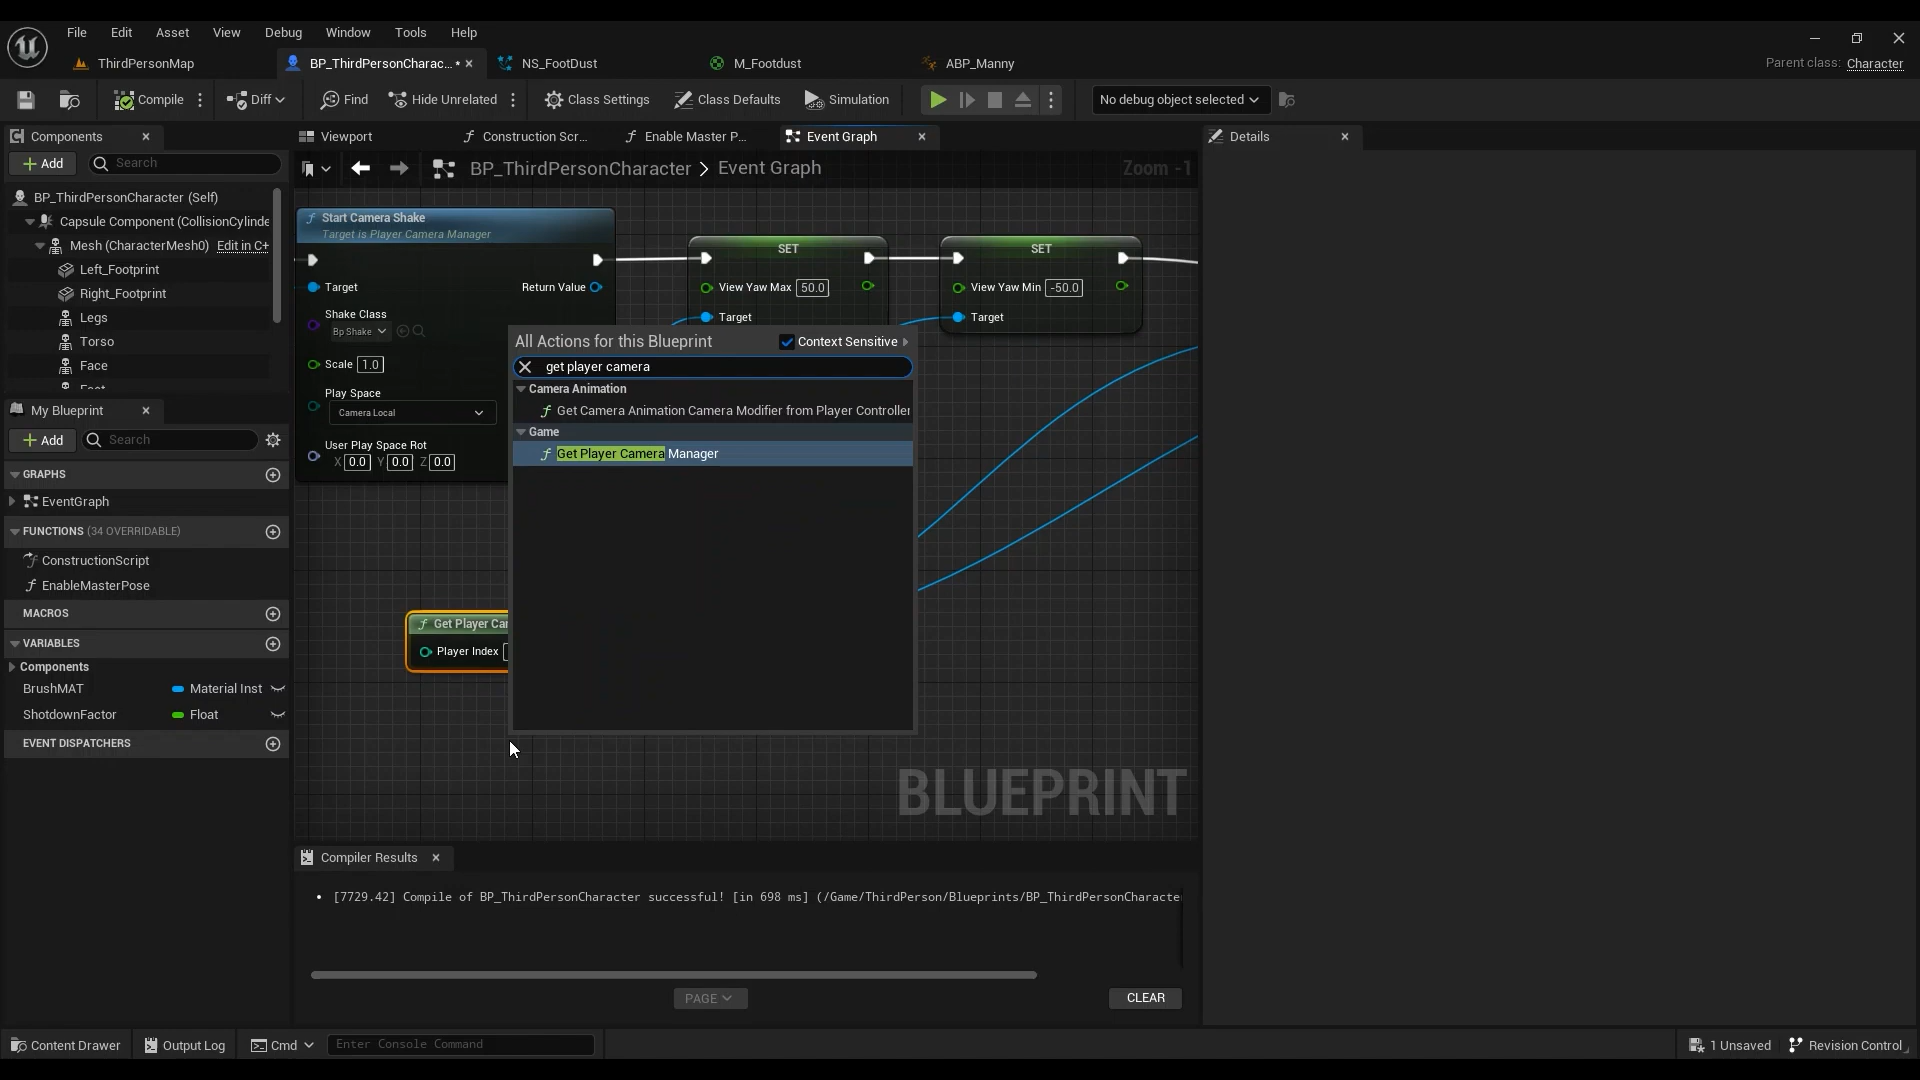 File Edit Asset View Debug Window Tools Help
ThirdPersonMap
BP_ThirdPersonCharac... •
NS_FootDust
M_Footdust
ABP_Manny
Parent class: Character
Compile
Diff
Find
Hide Unrelated
Class Settings
Class Defaults
Simulation
No debug object selected
Components
Add
Search
BP_ThirdPersonCharacter (Self)
Capsule Component (CollisionCylinde
Mesh (CharacterMesh0) Edit in C+
Left_Footprint
Right_Footprint
Legs
Torso
Face
My Blueprint
Add
Search
GRAPHS
EventGraph
FUNCTIONS (34 OVERRIDABLE)
ConstructionScript
EnableMasterPose
MACROS
VARIABLES
Components
BrushMAT Material Inst
ShotdownFactor Float
EVENT DISPATCHERS
Viewport
Construction Scr...
Enable Master P...
Event Graph
BP_ThirdPersonCharacter > Event Graph
Zoom -1
Start Camera Shake
Target is Player Camera Manager
Target
Return Value
Shake Class
Bp Shake
Scale 1.0
Play Space
Camera Local
User Play Space Rot
X 0.0 Y 0.0 Z 0.0
SET
View Yaw Max 50.0
Target
SET
View Yaw Min -50.0
Target
All Actions for this Blueprint
Context Sensitive
get player camera
Camera Animation
Get Camera Animation Camera Modifier from Player Controller
Game
Get Player Camera Manager
Get Player Can
Player Index
BLUEPRINT
Compiler Results
[7729.42] Compile of BP_ThirdPersonCharacter successful! [in 698 ms] (/Game/ThirdPerson/Blueprints/BP_ThirdPersonCharacte
PAGE
CLEAR
Details
Content Drawer
Output Log
Cmd
Enter Console Command
1 Unsaved
Revision Control